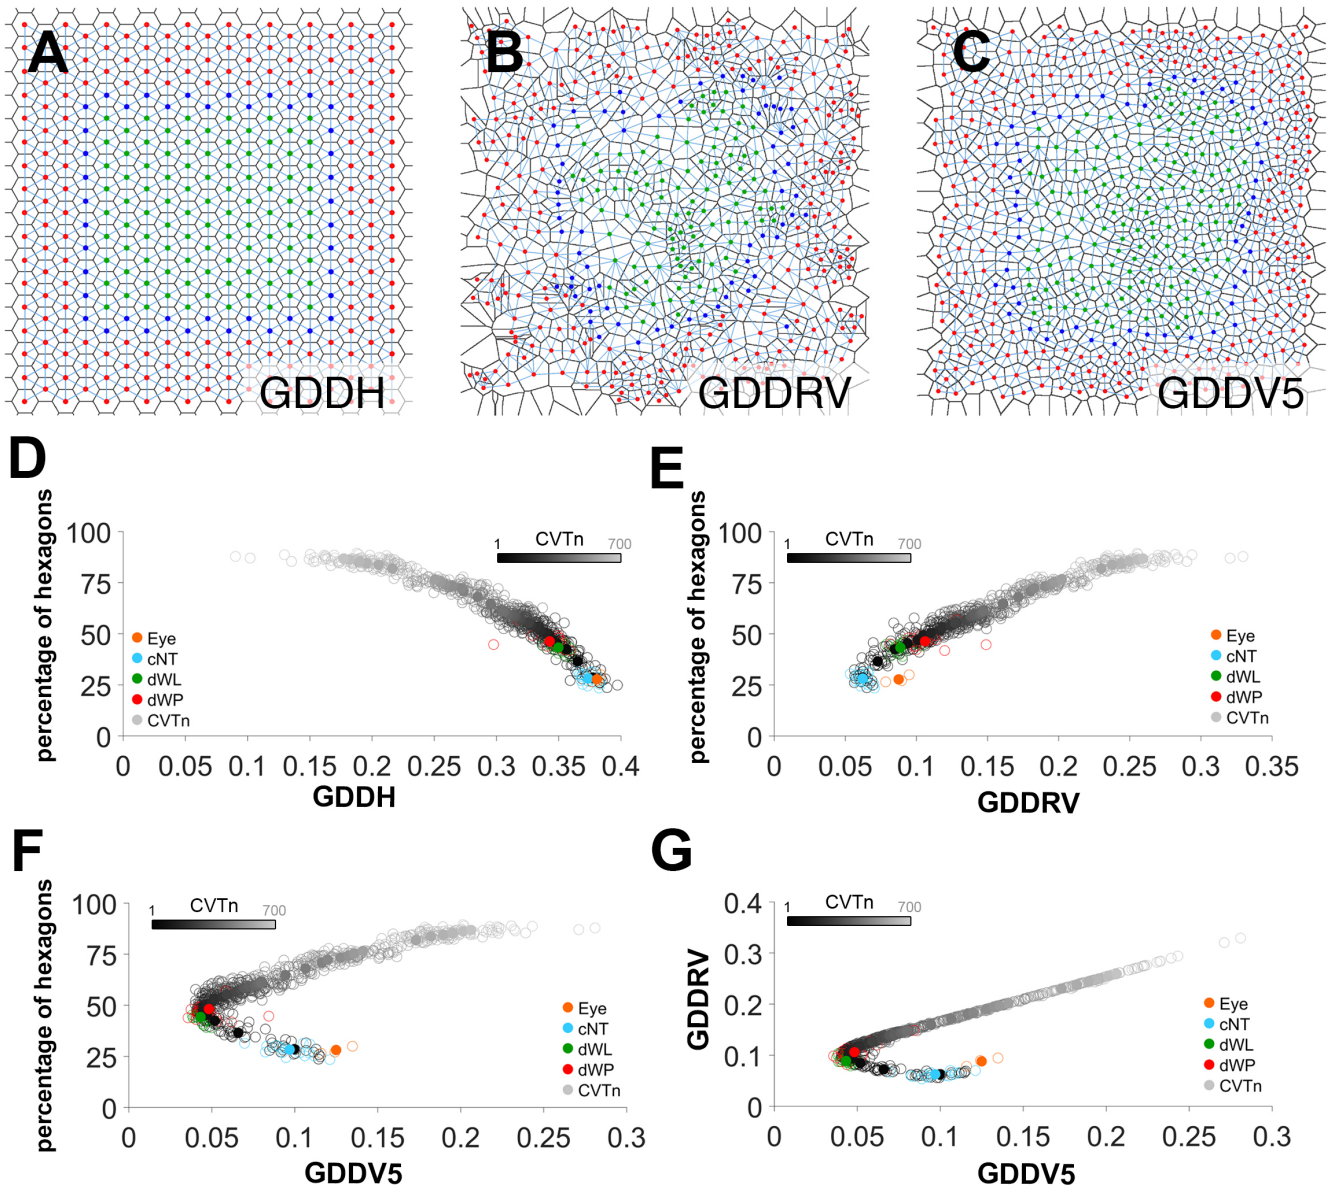 A
B
C
GDDH
GDDRV
GDDV5
D
percentage of hexagons
100
75
50
25
0
CVTn
1
700
Eye
cNT
dWL
dWP
CVTn
0 0.05 0.1 0.15 0.2 0.25 0.3 0.35 0.4
GDDH
E
percentage of hexagons
100
75
50
25
0
CVTn
1
700
Eye
cNT
dWL
dWP
CVTn
0 0.05 0.1 0.15 0.2 0.25 0.3 0.35
GDDRV
F
percentage of hexagons
100
75
50
25
0
CVTn
1
700
Eye
cNT
dWL
dWP
CVTn
0 0.05 0.1 0.15 0.2 0.25 0.3
GDDV5
G
GDDRV
0.4
0.3
0.2
0.1
0
CVTn
1
700
Eye
cNT
dWL
dWP
CVTn
0 0.05 0.1 0.15 0.2 0.25 0.3
GDDV5